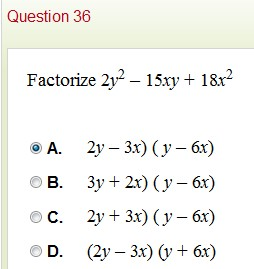 Question 36
Factorize 2y² – 15xy + 18x²
A. 2y – 3x) ( y – 6x)
B. 3y + 2x) ( y – 6x)
C. 2y + 3x) ( y – 6x)
D. (2y – 3x) (y + 6x)